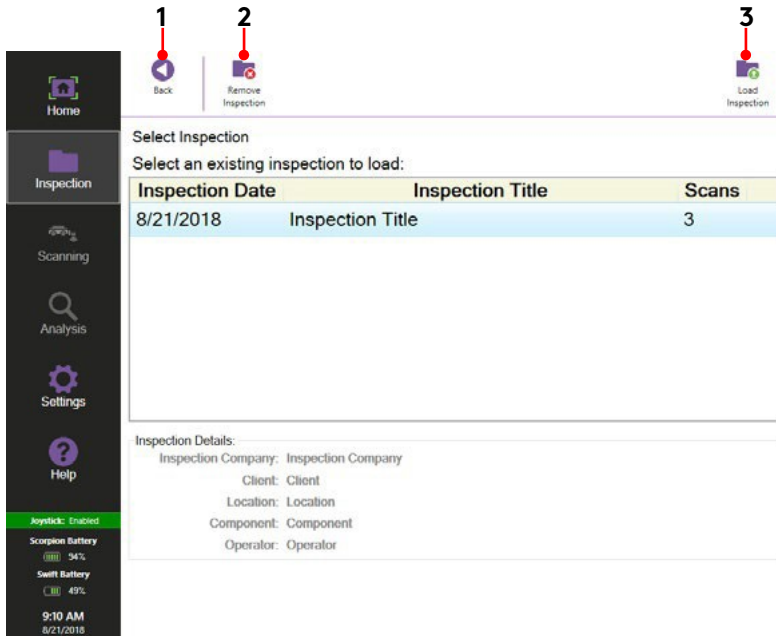 1 2 3
Home
Back
Remove
Inspection
Load
Inspection
Inspection
Scanning
Analysis
Settings
Help
Joystick: Enabled
Scorpion Battery
94%
Swift Battery
49%
9:10 AM
8/21/2018
Select Inspection
Select an existing inspection to load:
Inspection Date Inspection Title Scans
8/21/2018 Inspection Title 3
Inspection Details:
Inspection Company: Inspection Company
Client: Client
Location: Location
Component: Component
Operator: Operator